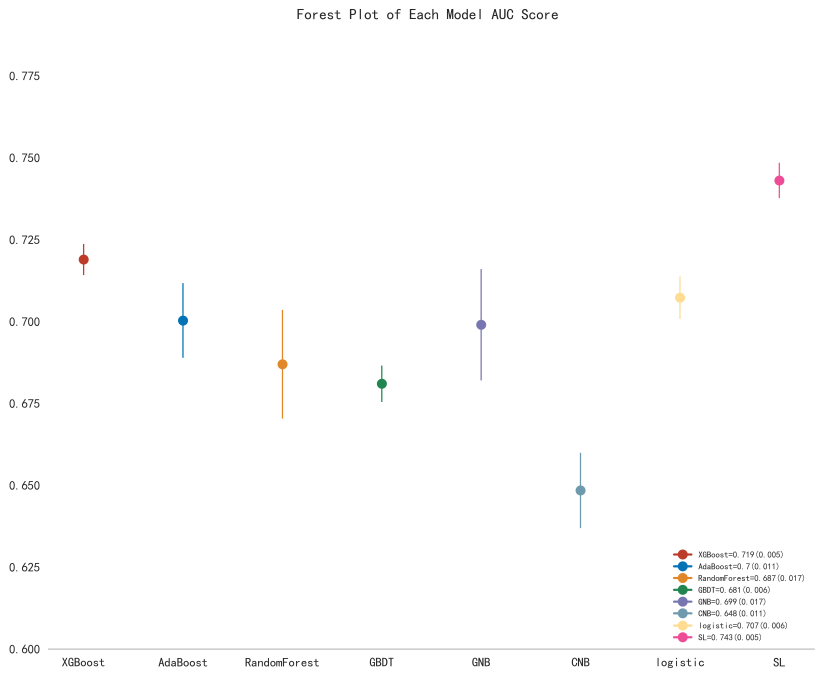 Forest Plot of Each Model AUC Score
0.775
0.750
0.725
0.700
0.675
0.650
0.625
0.600
XGBoost=0.719(0.005)
AdaBoost=0.7(0.011)
RandomForest=0.687(0.017)
GBDT=0.681(0.006)
GNB=0.699(0.017)
CNB=0.648(0.011)
logistic=0.707(0.006)
SL=0.743(0.005)
XGBoost AdaBoost RandomForest GBDT GNB CNB logistic SL